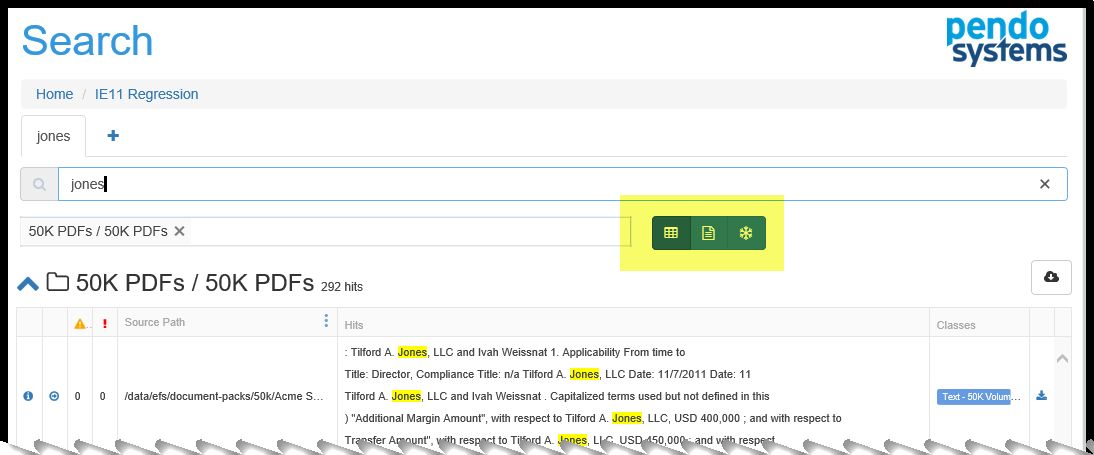 Search
pendo
systems
Home / IE11 Regression
jones +
jones
50K PDFs / 50K PDFs ×
50K PDFs / 50K PDFs 292 hits
Source Path Hits Classes
: Tilford A. Jones, LLC and Ivah Weissnat 1. Applicability From time to
Title: Director, Compliance Title: n/a Tilford A. Jones, LLC Date: 11/7/2011 Date: 11
0 0 /data/efs/document-packs/50k/Acme S... Tilford A. Jones, LLC and Ivah Weissnat . Capitalized terms used but not defined in this Text - 50K Volum...
) "Additional Margin Amount", with respect to Tilford A. Jones, LLC, USD 400,000 ; and with respect to
Transfer Amount", with respect to Tilford A. Jones, LLC, USD 450,000 ; and with respect